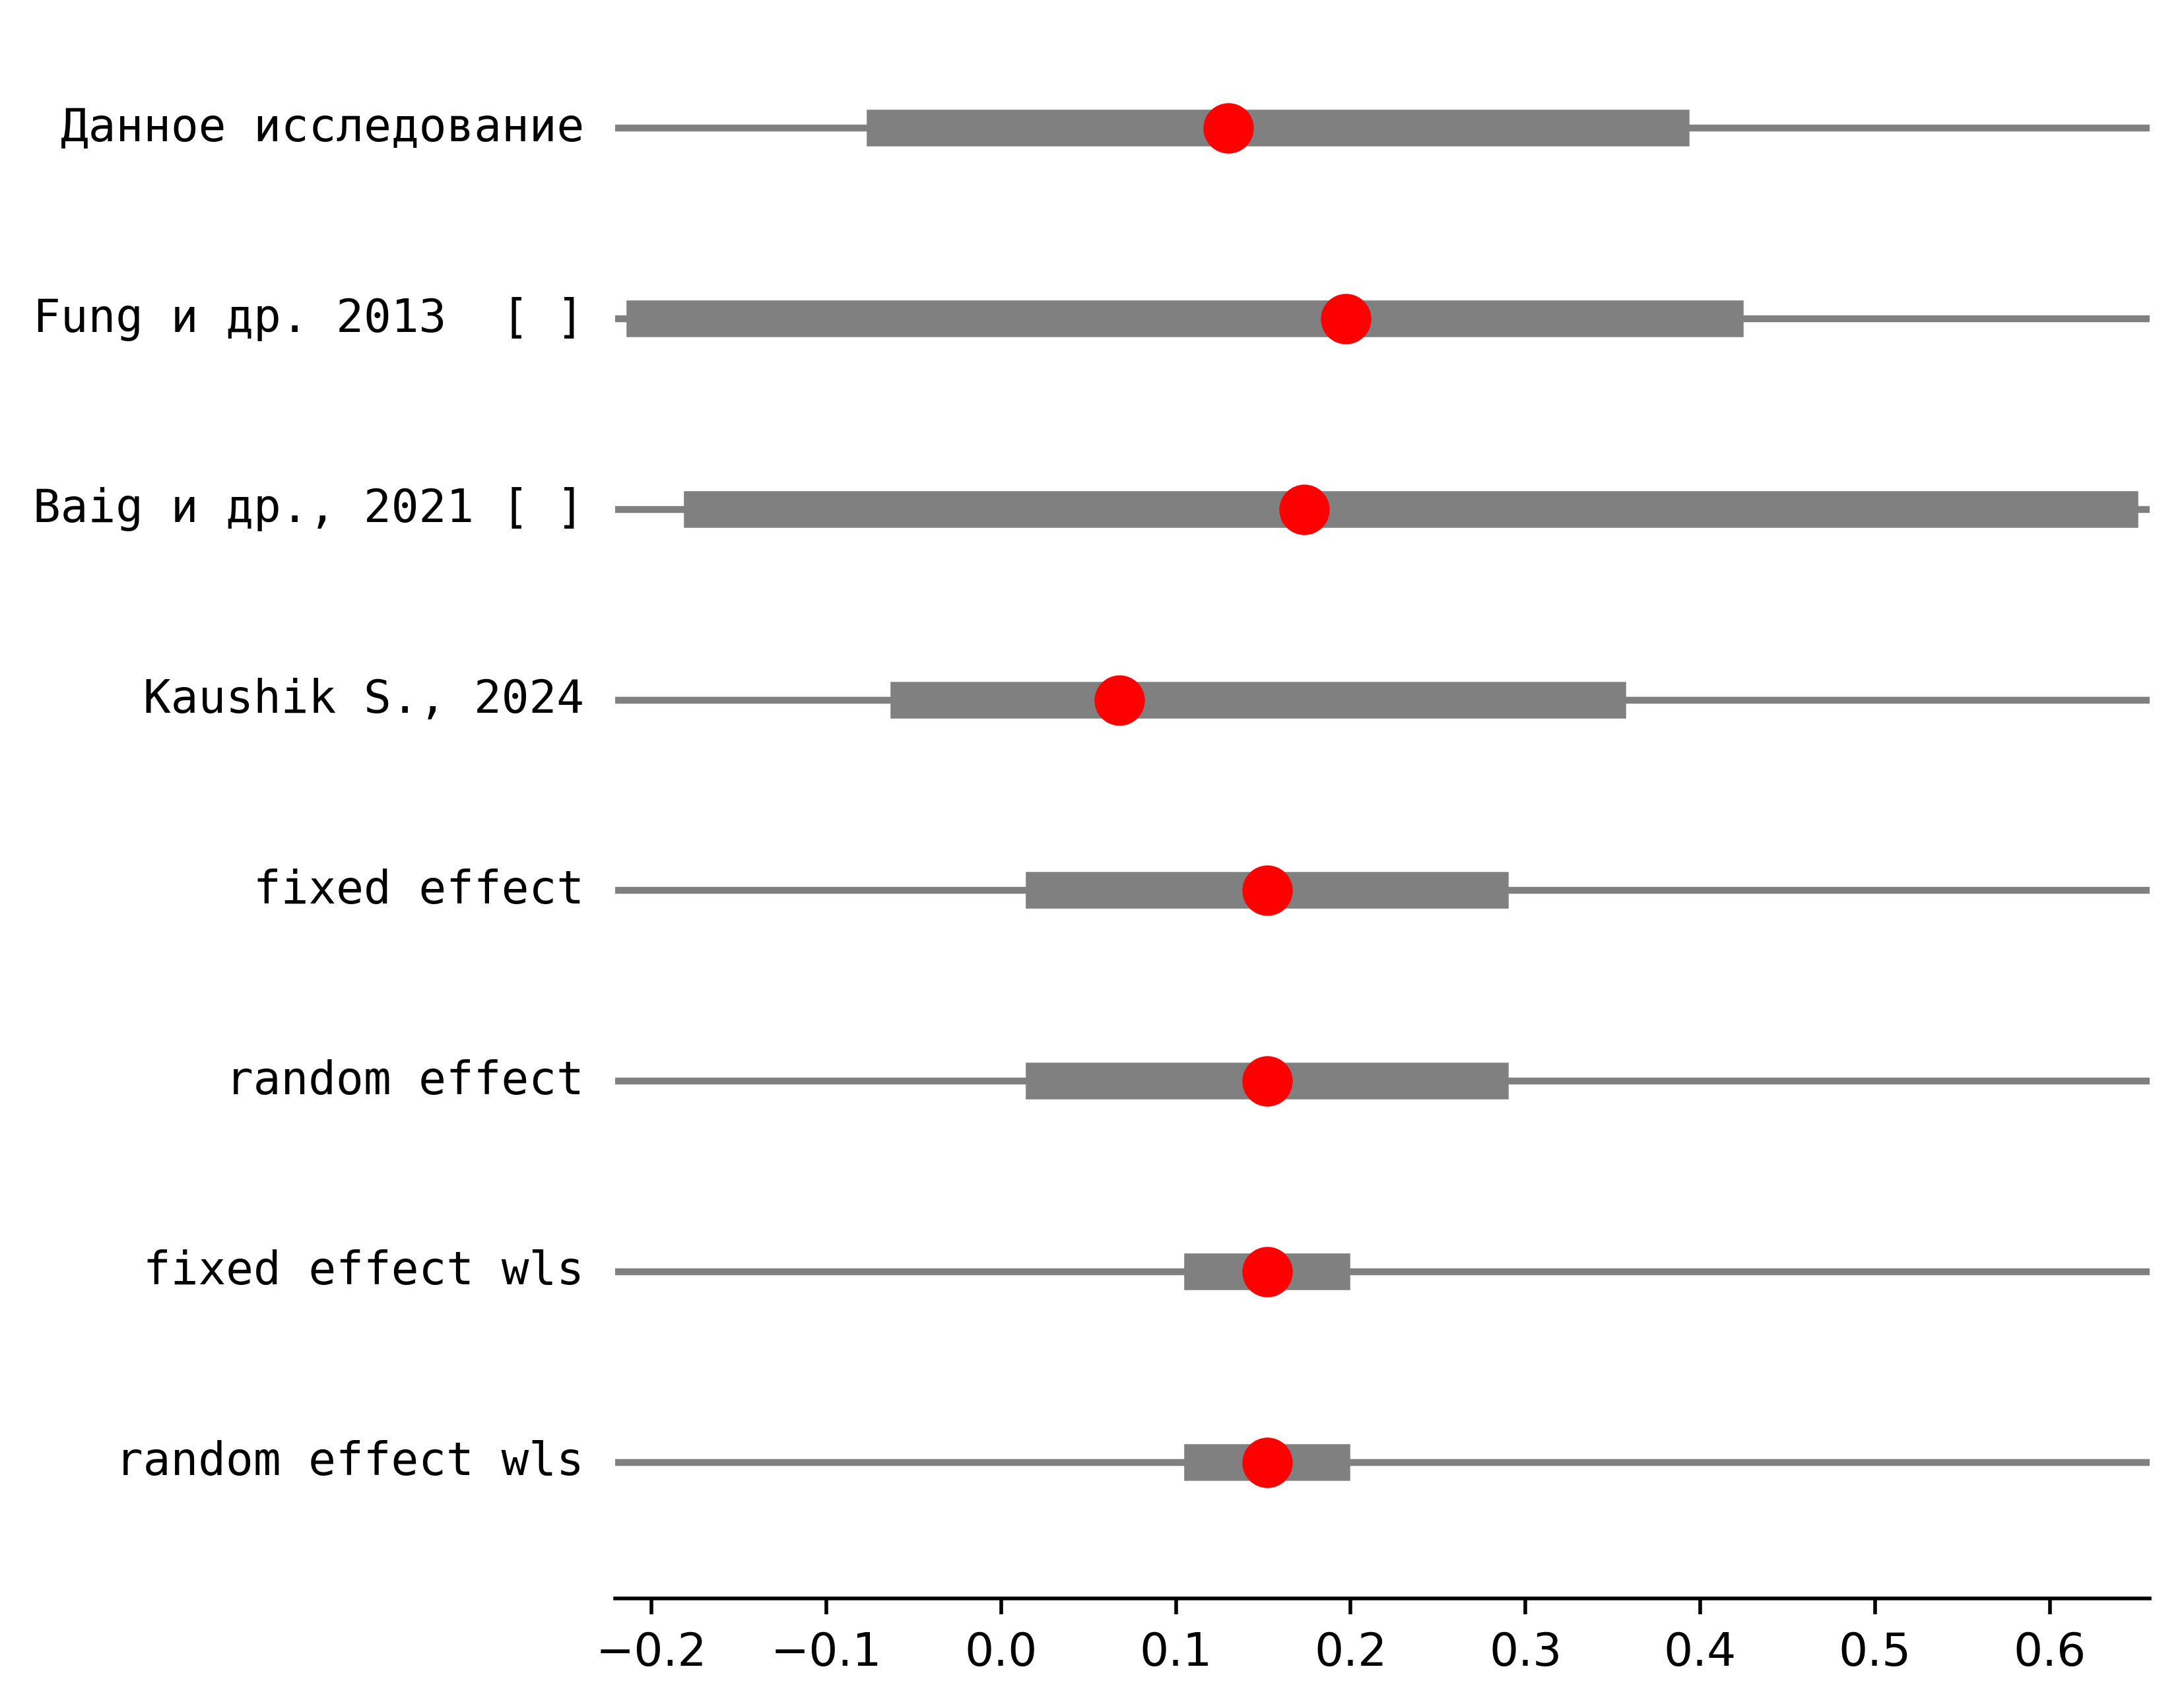 Данное исследование
Fung и др. 2013  [ ]
Baig и др., 2021 [ ]
Kaushik S., 2024
fixed effect
random effect
fixed effect wls
random effect wls
−0.2 −0.1 0.0 0.1 0.2 0.3 0.4 0.5 0.6